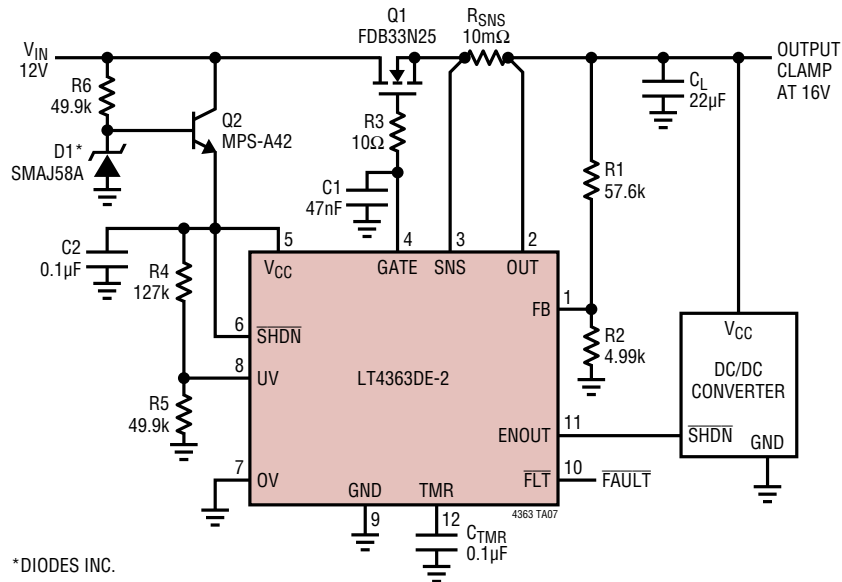 Q1
FDB33N25
RSNS
10mΩ
VIN
12V
OUTPUT
CLAMP
AT 16V
R6
49.9k
CL
22µF
Q2
MPS-A42
R3
10Ω
D1*
SMAJ58A
R1
57.6k
C1
47nF
C2
0.1µF
R4
127k
5
4
3
2
VCC
GATE
SNS
OUT
FB
1
6
SHDN
R2
4.99k
VCC
8
UV
LT4363DE-2
DC/DC
CONVERTER
R5
49.9k
ENOUT
11
SHDN
GND
7
OV
FLT
10
FAULT
GND
TMR
4363 TA07
9
12
CTMR
0.1µF
*DIODES INC.